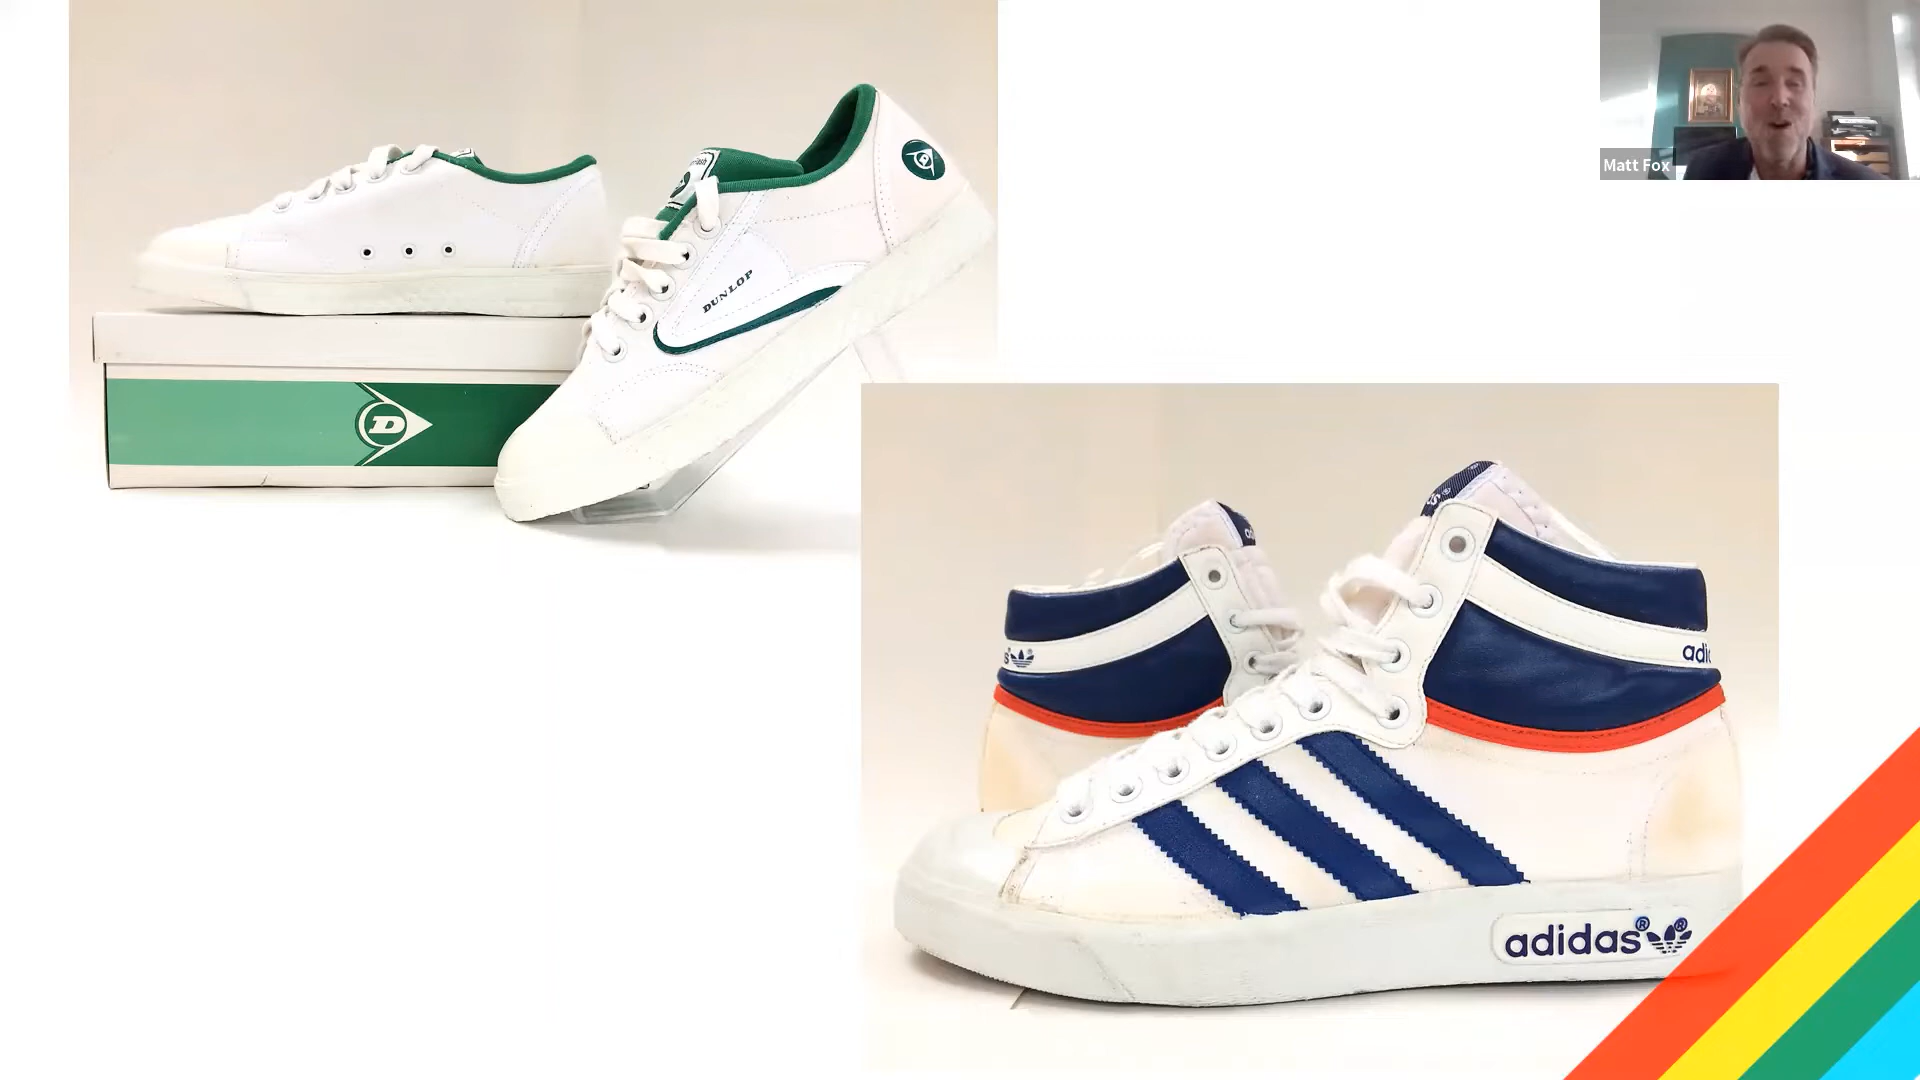 Matt Fox
DUNLOP
D
D
adi
s
adidas®